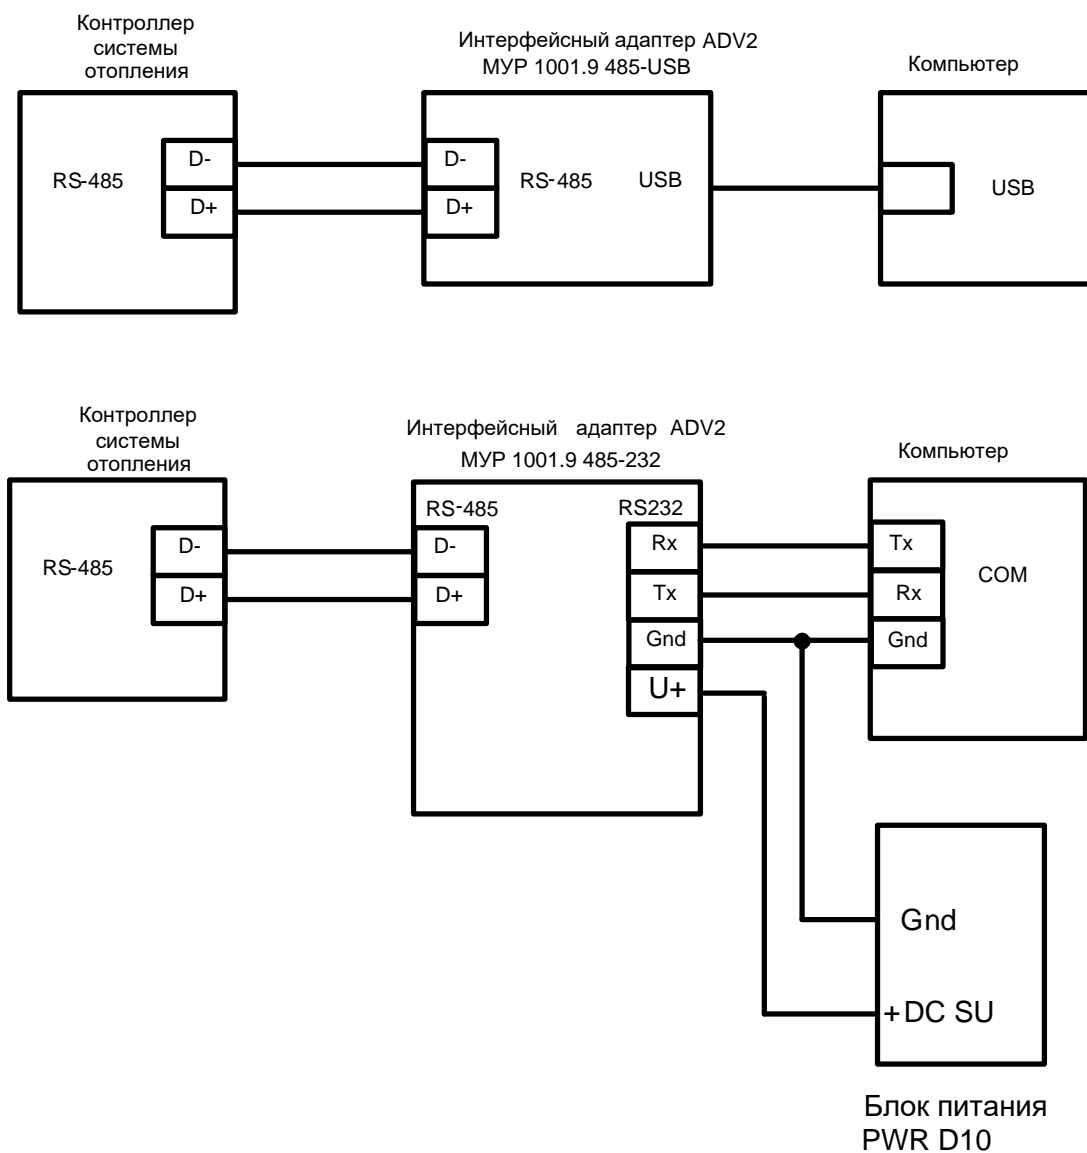 Контроллер
системы
отопления
Интерфейсный адаптер ADV2
МУР 1001.9 485-USB
Компьютер
RS-485
D-
D+
D-
D+
RS-485
USB
USB
Контроллер
системы
отопления
Интерфейсный адаптер ADV2
МУР 1001.9 485-232
Компьютер
RS-485
D-
D+
RS-485
D-
D+
RS232
Rx
Tx
Gnd
U+
Tx
Rx
Gnd
COM
Gnd
+DC SU
Блок питания
PWR D10